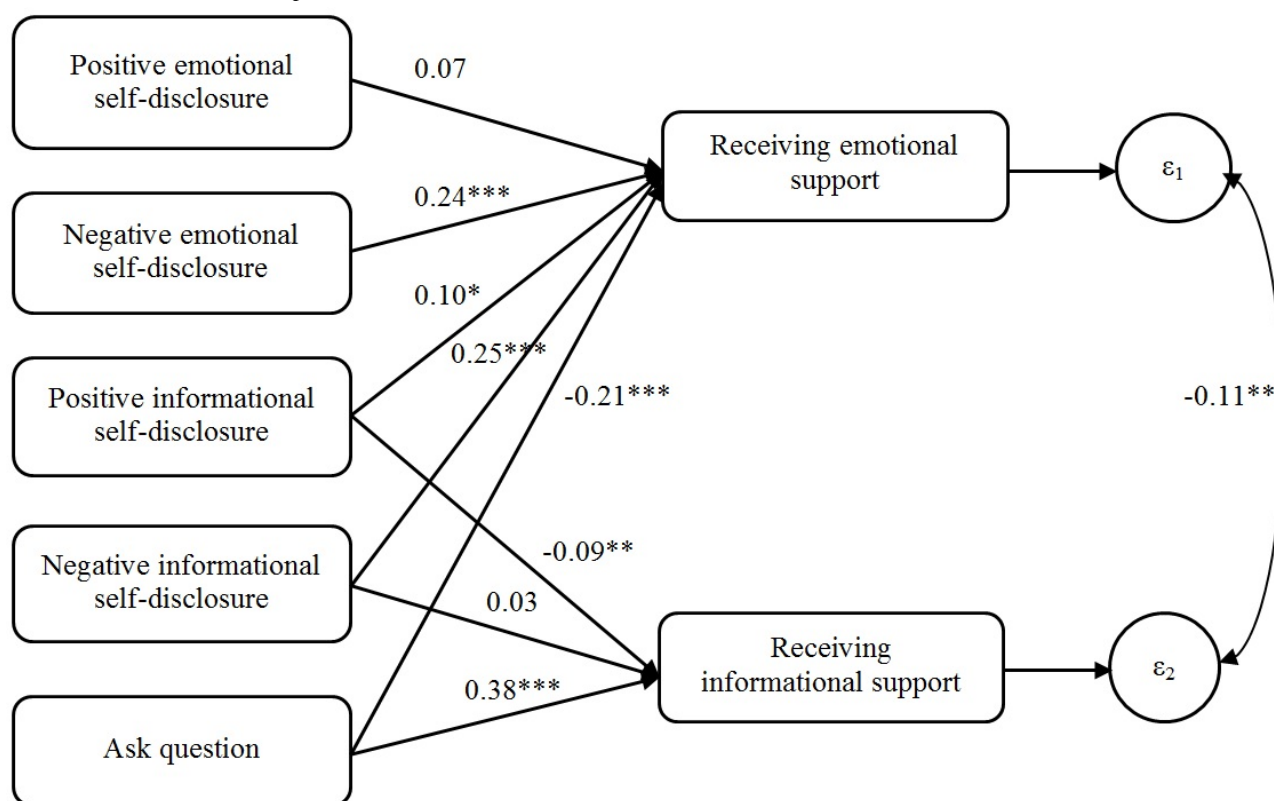 Positive emotional
self-disclosure
0.07
Receiving emotional
support
ε1
Negative emotional
self-disclosure
0.24***
Positive informational
self-disclosure
0.10*
0.25***
-0.21***
-0.11**
Negative informational
self-disclosure
-0.09**
0.03
Receiving
informational support
ε2
Ask question
0.38***